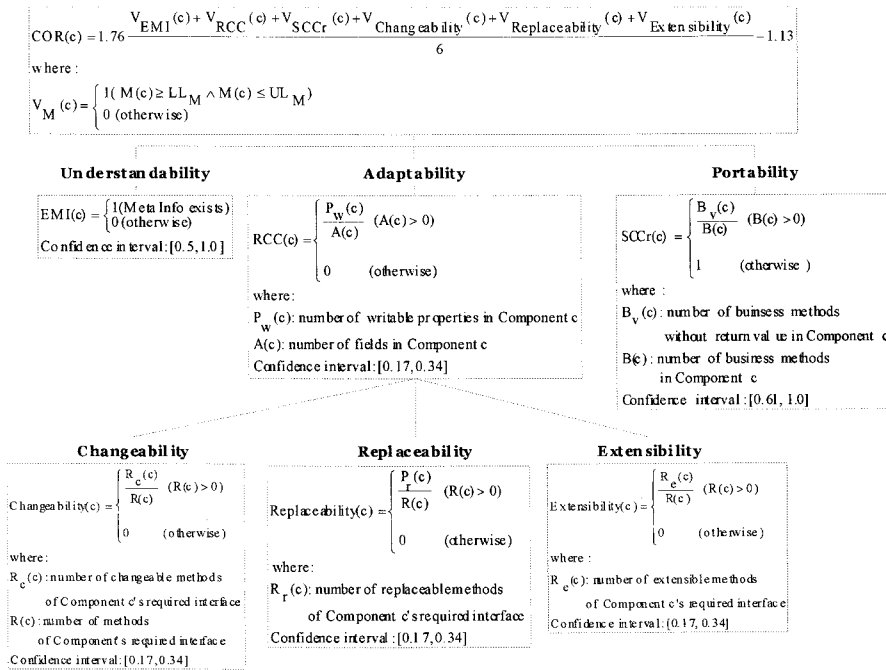 COR(c) = 1.76 (V_EMI(c) + V_RCC(c) + V_SCCr(c) + V_Changeability(c) + V_Replaceability(c) + V_Extensibility(c)) / 6 − 1.13
where :
V_M(c) = { 1( M(c) ≥ LL_M ∧ M(c) ≤ UL_M )
0 (otherwise)
Understandability
EMI(c) = { 1(Meta Info exists)
0 (otherwise)
Confidence interval:[0.5,1.0]
Adaptability
RCC(c) = { P_w(c) / A(c) (A(c) > 0)
0 (otherwise)
where:
P_w(c): number of writable properties in Component c
A(c): number of fields in Component c
Confidence interval:[0.17,0.34]
Portability
SCCr(c) = { B_v(c) / B(c) (B(c) > 0)
1 (otherwise )
where :
B_v(c): number of buinsess methods
without return value in Component c
B(c): number of business methods
in Component c
Confidence interval :[0.61, 1.0]
Changeability
Changeability(c) = { R_c(c) / R(c) (R(c) > 0)
0 (otherwise)
where:
R_c(c): number of changeable methods
of Component c's required interface
R(c): number of methods
of Component's required interface
Confidence interval:[0.17,0.34]
Replaceability
Replaceability(c) = { P_r(c) / R(c) (R(c) > 0)
0 (otherwise)
where:
R_r(c): number of replaceable methods
of Component c's required interface
Confidence interval :[0.17,0.34]
Extensibility
Extensibility(c) = { R_e(c) / R(c) (R(c) > 0)
0 (otherwise)
where :
R_e(c): number of extensible methods
of Component c's required interface
Confidence interval :[0.17,0.34]